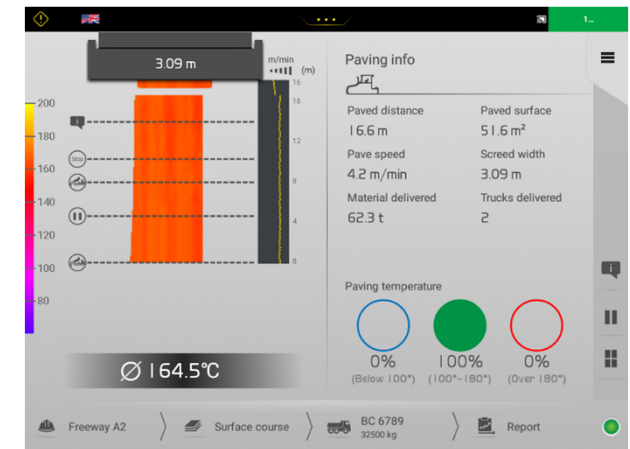 1...
3.09 m
m/min
(m)
16
16
12
8
4
0
200
180
160
140
120
100
80
Stop
Ø 164.5°C
Paving info
Paved distance
Paved surface
16.6 m
51.6 m²
Pave speed
Screed width
4.2 m/min
3.09 m
Material delivered
Trucks delivered
62.3 t
2
Paving temperature
0%
100%
0%
(Below 100°)
(100°-180°)
(Over 180°)
Freeway A2
Surface course
BC 6789
32500 kg
Report